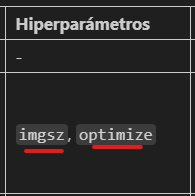 Hiperparámetros
-
imgsz, optimize